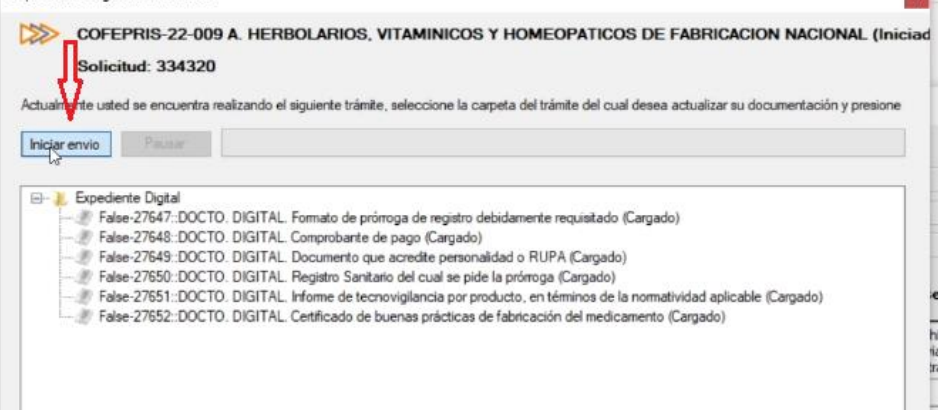 COFEPRIS-22-009 A. HERBOLARIOS, VITAMINICOS Y HOMEOPATICOS DE FABRICACION NACIONAL (Iniciad
Solicitud: 334320
Actualmente usted se encuentra realizando el siguiente trámite, seleccione la carpeta del trámite del cual desea actualizar su documentación y presione
Iniciar envio
Pausar
Expediente Digital
False-27647::DOCTO. DIGITAL. Formato de prórroga de registro debidamente requisitado (Cargado)
False-27648::DOCTO. DIGITAL. Comprobante de pago (Cargado)
False-27649::DOCTO. DIGITAL. Documento que acredite personalidad o RUPA (Cargado)
False-27650::DOCTO. DIGITAL. Registro Sanitario del cual se pide la prórroga (Cargado)
False-27651::DOCTO. DIGITAL. Informe de tecnovigilancia por producto, en términos de la normatividad aplicable (Cargado)
False-27652::DOCTO. DIGITAL. Certificado de buenas prácticas de fabricación del medicamento (Cargado)